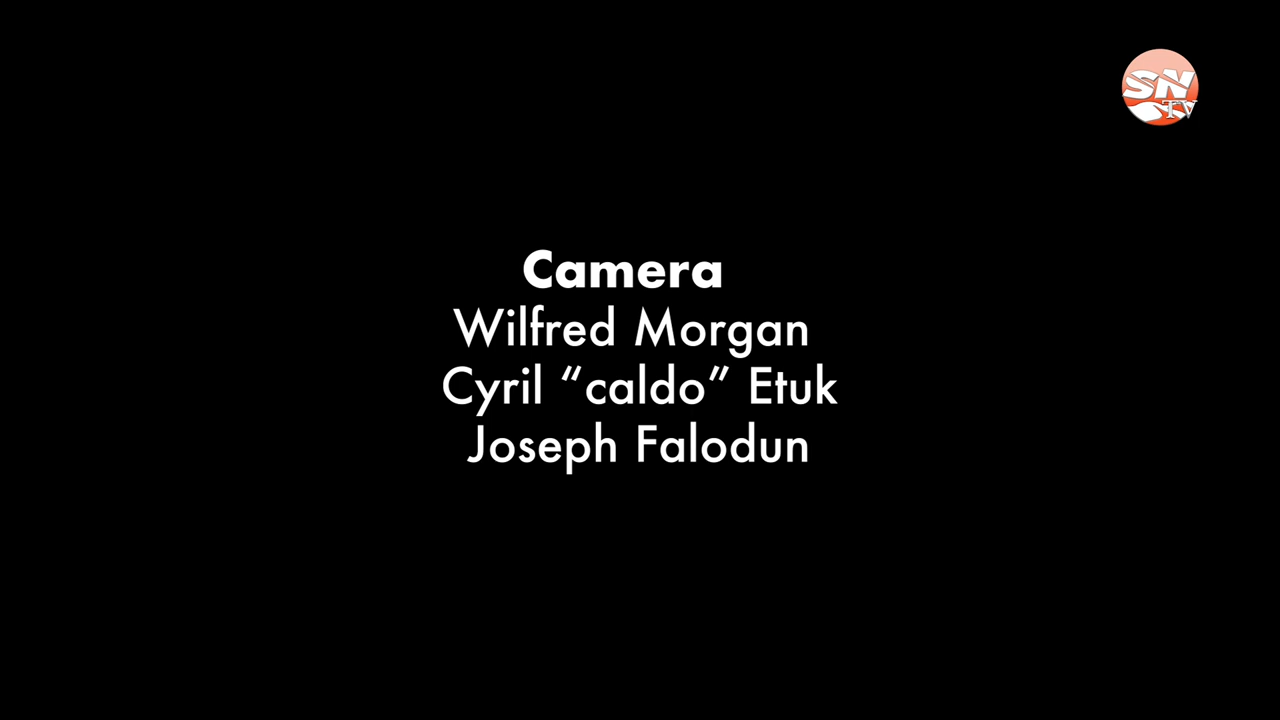 SN
TV
Camera
Wilfred Morgan
Cyril “caldo” Etuk
Joseph Falodun